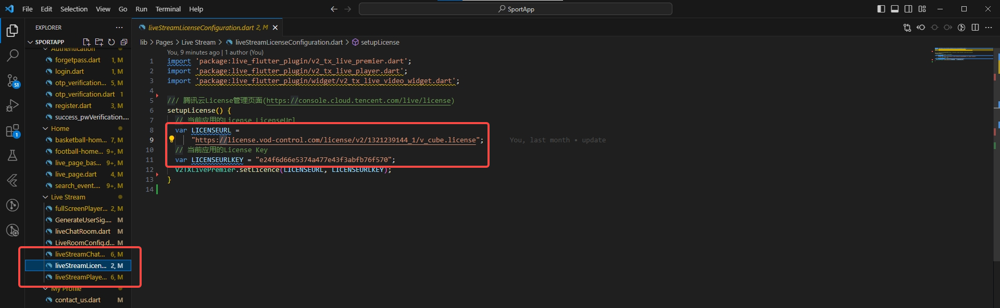 File Edit Selection View Go Run Terminal Help
SportApp
EXPLORER
SPORTAPP
Authentication
forgetpass.dart 1, M
login.dart 1, M
otp_verification... 5, M
otp_verification.dart 1
register.dart 3, M
success_pwVerification....
Home
basketball-hom... 7, M
football-home... 9+, M
live_page_bas... 9+, M
live_page.dart 4, M
search_event.... 9+, M
Live Stream
fullScreenPlayer... 2, M
GenerateUserSig.... M
liveChatRoom.dart M
LiveRoomConfig.d... M
liveStreamChat... 6, M
liveStreamLicen... 2, M
liveStreamPlaye... 6, M
My Profile
contact_us.dart M
51
1
liveStreamLicenseConfiguration.dart 2, M
lib > Pages > Live Stream > liveStreamLicenseConfiguration.dart > setupLicense
You, 9 minutes ago | 1 author (You)
1 import 'package:live_flutter_plugin/v2_tx_live_premier.dart';
2 import 'package:live_flutter_plugin/v2_tx_live_player.dart';
3 import 'package:live_flutter_plugin/widget/v2_tx_live_video_widget.dart';
4
5 /// 腾讯云License管理页面(https://console.cloud.tencent.com/live/license)
6 setupLicense() {
7 // 当前应用的License LicenseUrl
8 var LICENSEURL =
9 "https://license.vod-control.com/license/v2/1321239144_1/v_cube.license"; You, last month • update
10 // 当前应用的License Key
11 var LICENSEURLKEY = "e24f6d66e5374a477e43f3abfb76f570";
12 V2TXLivePremier.setLicence(LICENSEURL, LICENSEURLKEY);
13 }
14